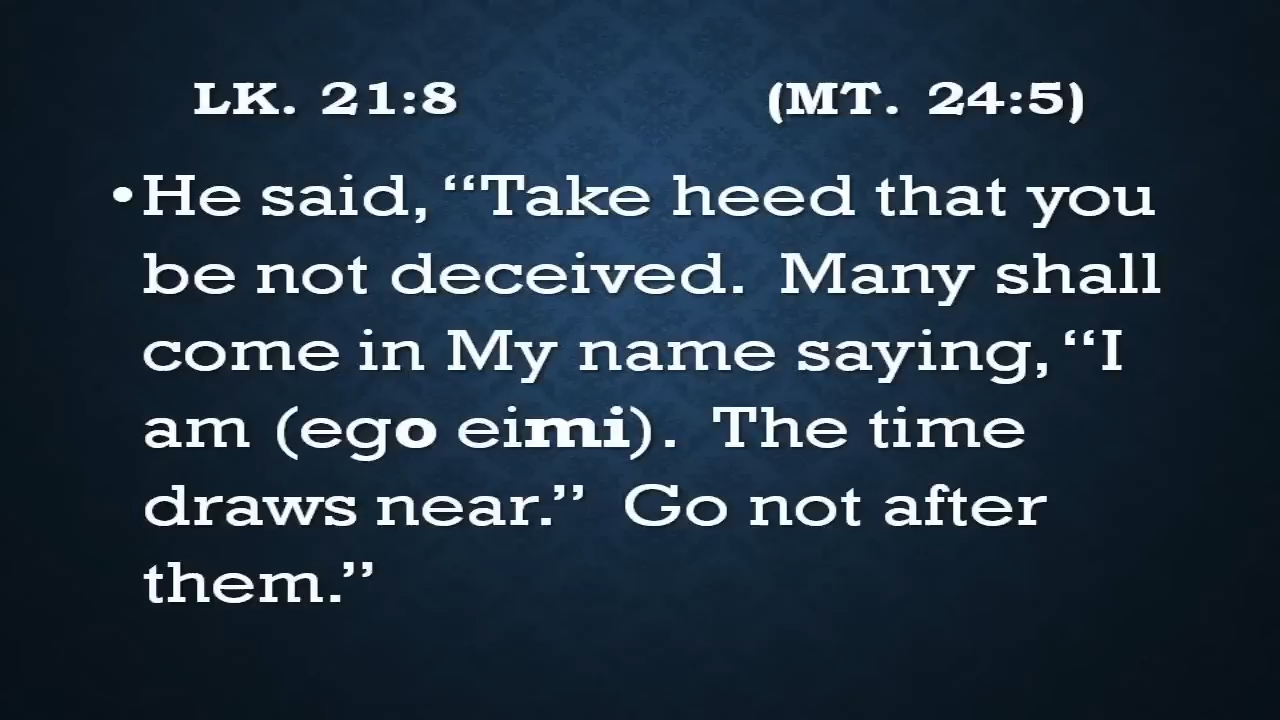 LK. 21:8 (MT. 24:5)
•He said, “Take heed that you
be not deceived. Many shall
come in My name saying, “I
am (ego eimi). The time
draws near.” Go not after
them.”